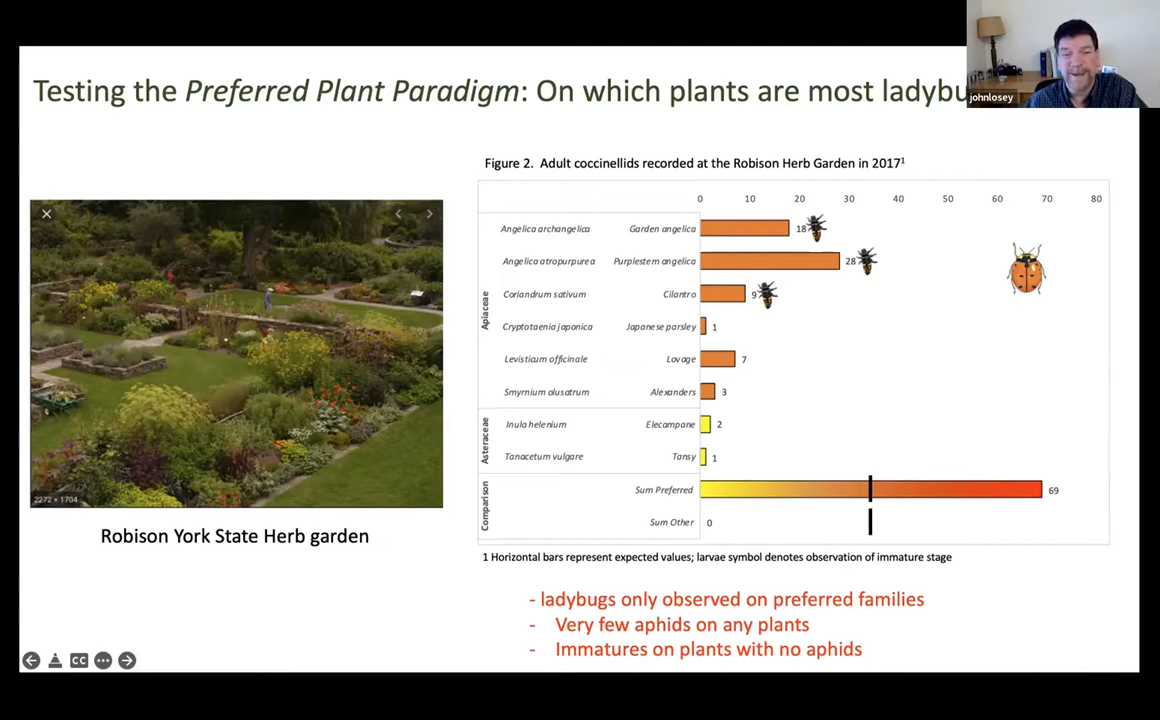 Testing the Preferred Plant Paradigm: On which plants are most ladybu
johnlosey
Figure 2. Adult coccinellids recorded at the Robison Herb Garden in 2017¹
0 10 20 30 40 50 60 70 80
Apiaceae
Angelica archangelica Garden angelica 18
Angelica atropurpurea Purplestem angelica 28
Coriandrum sativum Cilantro 9
Cryptotaenia japonica Japanese parsley 1
Levisticum officinale Lovage 7
Smyrnium olusatrum Alexanders 3
Asteraceae
Inula helenium Elecampane 2
Tanacetum vulgare Tansy 1
Comparison
Sum Preferred 69
Sum Other 0
2272 × 1704
Robison York State Herb garden
1 Horizontal bars represent expected values; larvae symbol denotes observation of immature stage
- ladybugs only observed on preferred families
- Very few aphids on any plants
- Immatures on plants with no aphids
CC